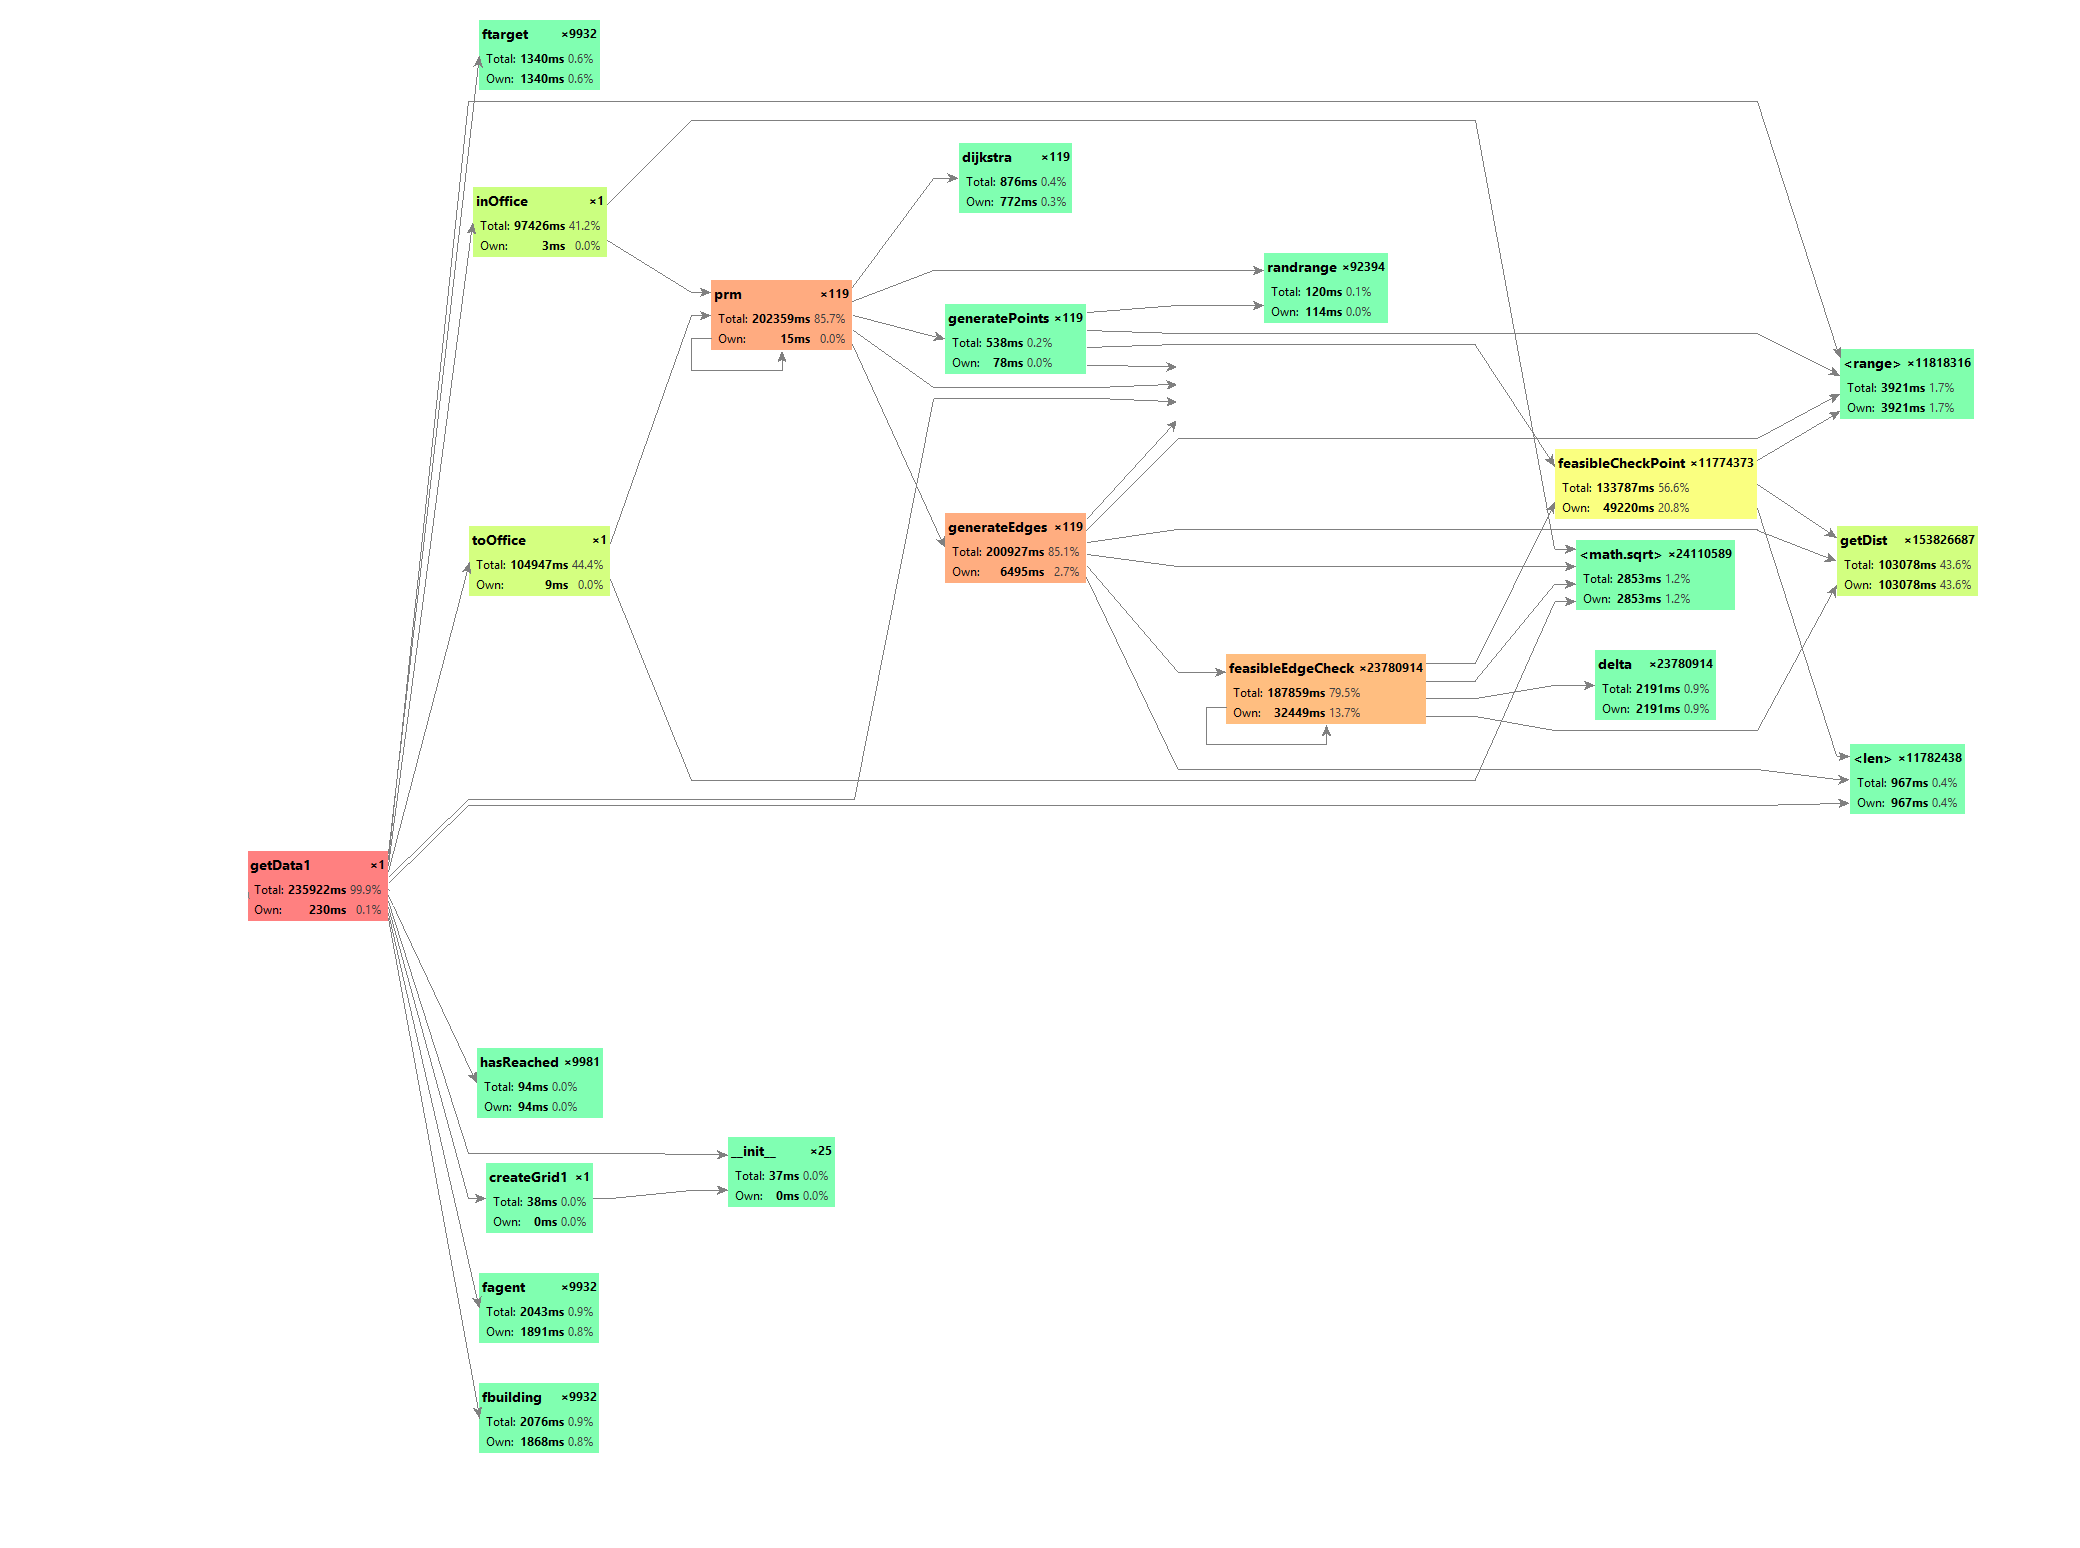 ftarget ×9932
Total: 1340ms 0.6%
Own: 1340ms 0.6%
dijkstra ×119
Total: 876ms 0.4%
Own: 772ms 0.3%
inOffice ×1
Total: 97426ms 41.2%
Own: 3ms 0.0%
randrange ×92394
Total: 120ms 0.1%
Own: 114ms 0.0%
prm ×119
Total: 202359ms 85.7%
Own: 15ms 0.0%
generatePoints ×119
Total: 538ms 0.2%
Own: 78ms 0.0%
<range> ×11818316
Total: 3921ms 1.7%
Own: 3921ms 1.7%
feasibleCheckPoint ×11774373
Total: 133787ms 56.6%
Own: 49220ms 20.8%
generateEdges ×119
Total: 200927ms 85.1%
Own: 6495ms 2.7%
toOffice ×1
Total: 104947ms 44.4%
Own: 9ms 0.0%
getDist ×153826687
Total: 103078ms 43.6%
Own: 103078ms 43.6%
<math.sqrt> ×24110589
Total: 2853ms 1.2%
Own: 2853ms 1.2%
feasibleEdgeCheck ×23780914
Total: 187859ms 79.5%
Own: 32449ms 13.7%
delta ×23780914
Total: 2191ms 0.9%
Own: 2191ms 0.9%
<len> ×11782438
Total: 967ms 0.4%
Own: 967ms 0.4%
getData1 ×1
Total: 235922ms 99.9%
Own: 230ms 0.1%
hasReached ×9981
Total: 94ms 0.0%
Own: 94ms 0.0%
__init__ ×25
Total: 37ms 0.0%
Own: 0ms 0.0%
createGrid1 ×1
Total: 38ms 0.0%
Own: 0ms 0.0%
fagent ×9932
Total: 2043ms 0.9%
Own: 1891ms 0.8%
fbuilding ×9932
Total: 2076ms 0.9%
Own: 1868ms 0.8%